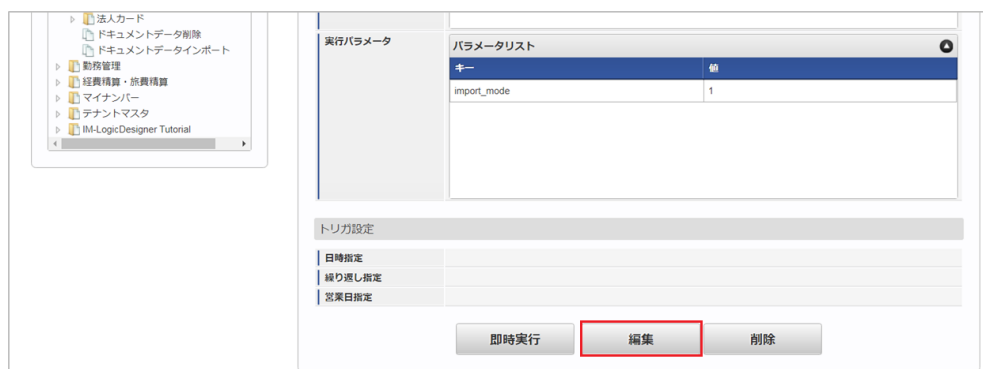 法人カード
ドキュメントデータ削除
ドキュメントデータインポート
勤務管理
経費精算・旅費精算
マイナンバー
テナントマスタ
IM-LogicDesigner Tutorial
実行パラメータ
パラメータリスト
キー 値
import_mode 1
トリガ設定
日時指定
繰り返し指定
営業日指定
即時実行 編集 削除